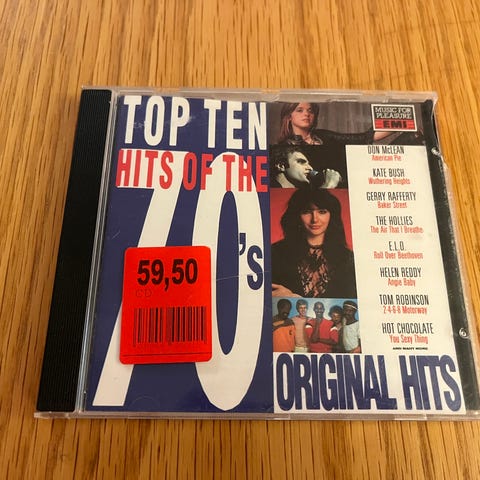 TOP TEN
HITS OF THE
70's
59,50
CD
MUSIC FOR
PLEASURE
EMI
DON McLEAN
American Pie
KATE BUSH
Wuthering Heights
GERRY RAFFERTY
Baker Street
THE HOLLIES
The Air That I Breathe
E.L.O.
Roll Over Beethoven
HELEN REDDY
Angie Baby
TOM ROBINSON
2-4-6-8 Motorway
HOT CHOCOLATE
You Sexy Thing
AND MANY MORE
ORIGINAL HITS